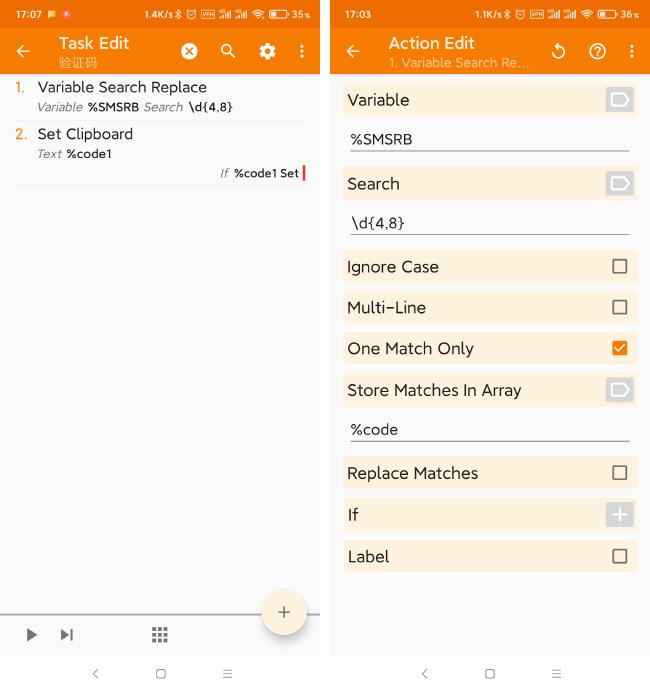 17:07
1.4K/s
VPN
35%
Task Edit
验证码
1. Variable Search Replace
Variable %SMSRB Search \d{4,8}
2. Set Clipboard
Text %code1
If %code1 Set
17:03
1.1K/s
VPN
36%
Action Edit
1. Variable Search Re...
Variable
%SMSRB
Search
\d{4,8}
Ignore Case
Multi-Line
One Match Only
Store Matches In Array
%code
Replace Matches
If
Label